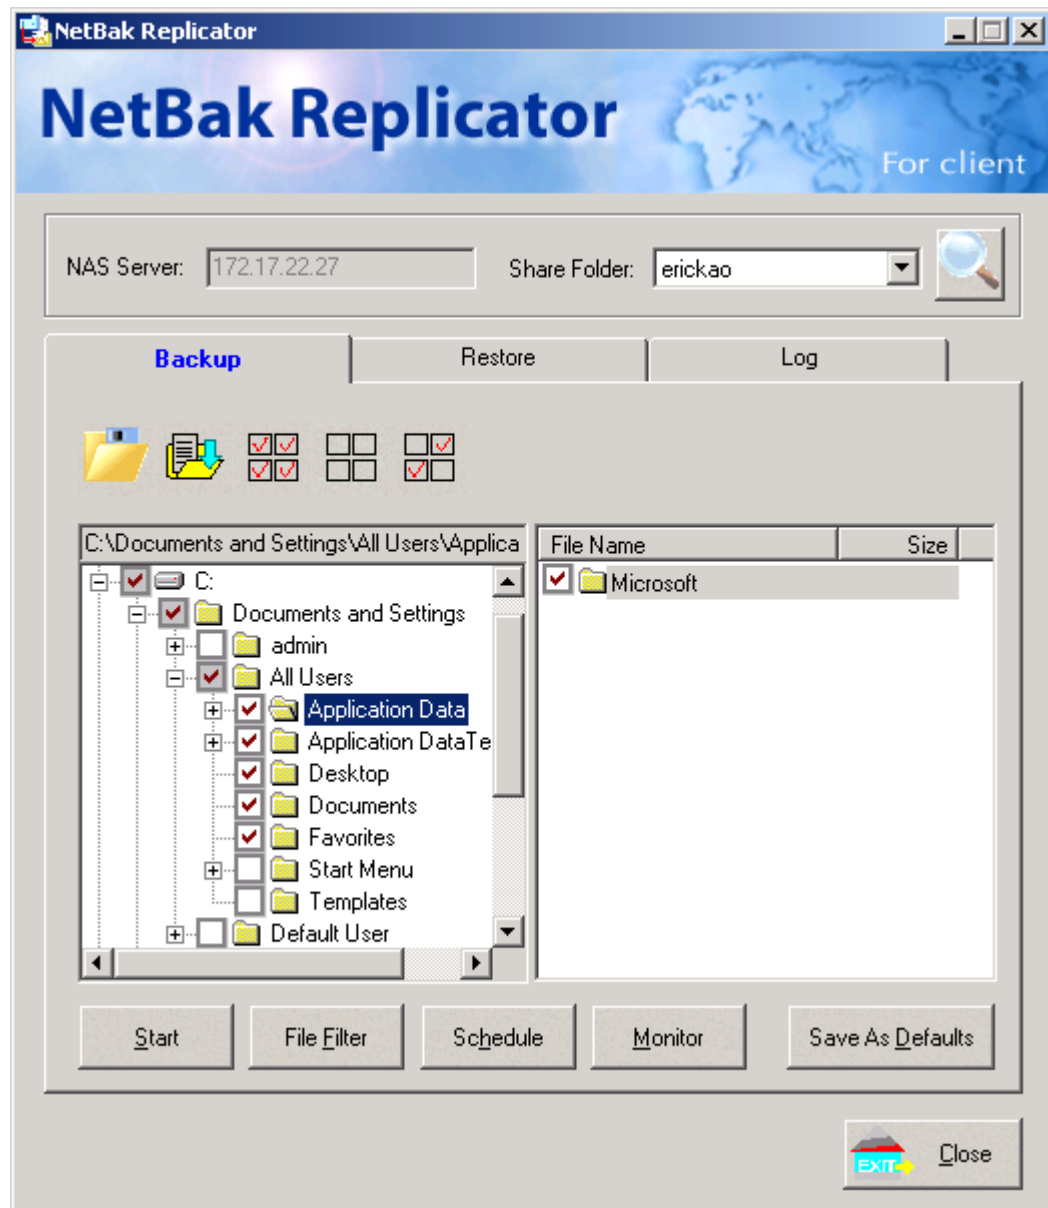 NetBak Replicator
NetBak Replicator
For client
NAS Server: 172.17.22.27 Share Folder: erickao
Backup Restore Log
C:\Documents and Settings\All Users\Applica
File Name Size
C:
Microsoft
Documents and Settings
admin
All Users
Application Data
Application DataTe
Desktop
Documents
Favorites
Start Menu
Templates
Default User
Start File Filter Schedule Monitor Save As Defaults
EXIT Close